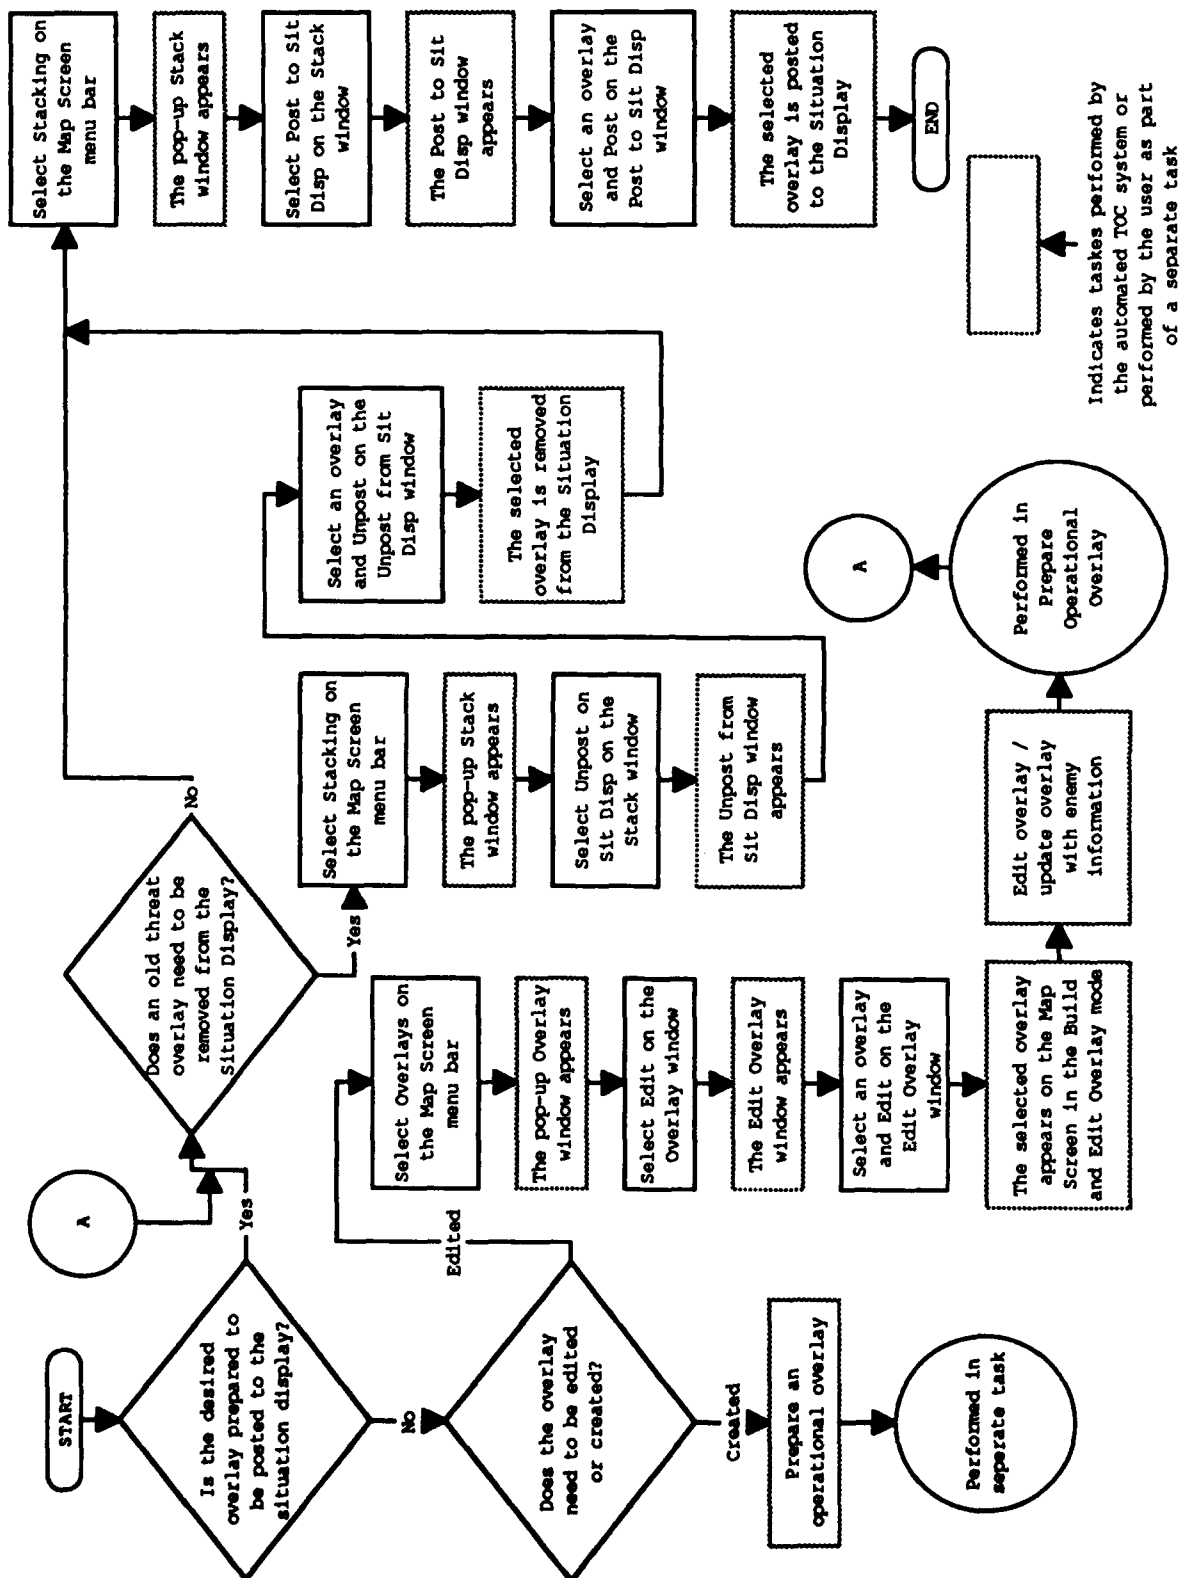 START
Is the desired
overlay prepared to
be posted to the
situation display?
Yes
No
A
Does the overlay
need to be edited
or created?
Edited
Created
Prepare an
operational overlay
Performed in
seperate task
Does an old threat
overlay need to be
removed from the
Situation Display?
No
Yes
Select Overlays on
the Map Screen
menu bar
The pop-up Overlay
window appears
Select Edit on the
Overlay window
The Edit Overlay
window appears
Select an overlay
and Edit on the
Edit Overlay
window
The selected overlay
appears on the Map
Screen in the Build
and Edit Overlay mode
Edit overlay /
update overlay
with enemy
information
Performed in
Prepare
Operational
Overlay
A
Select Stacking on
the Map Screen
menu bar
The pop-up Stack
window appears
Select Unpost on
Sit Disp on the
Stack window
The Unpost from
Sit Disp window
appears
Select an overlay
and Unpost on the
Unpost from Sit
Disp window
The selected
overlay is removed
from the Situation
Display
Select Stacking on
the Map Screen
menu bar
The pop-up Stack
window appears
Select Post to Sit
Disp on the Stack
window
The Post to Sit
Disp window
appears
Select an overlay
and Post on the
Post to Sit Disp
window
The selected
overlay is posted
to the Situation
Display
END
Indicates taskes performed by
the automated TOC system or
performed by the user as part
of a separate task